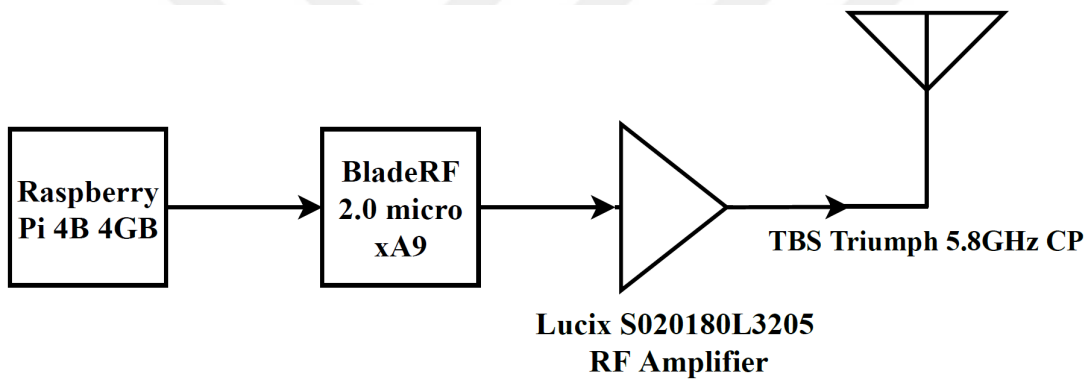 Raspberry
Pi 4B 4GB
BladeRF
2.0 micro
xA9
Lucix S020180L3205
RF Amplifier
TBS Triumph 5.8GHz CP